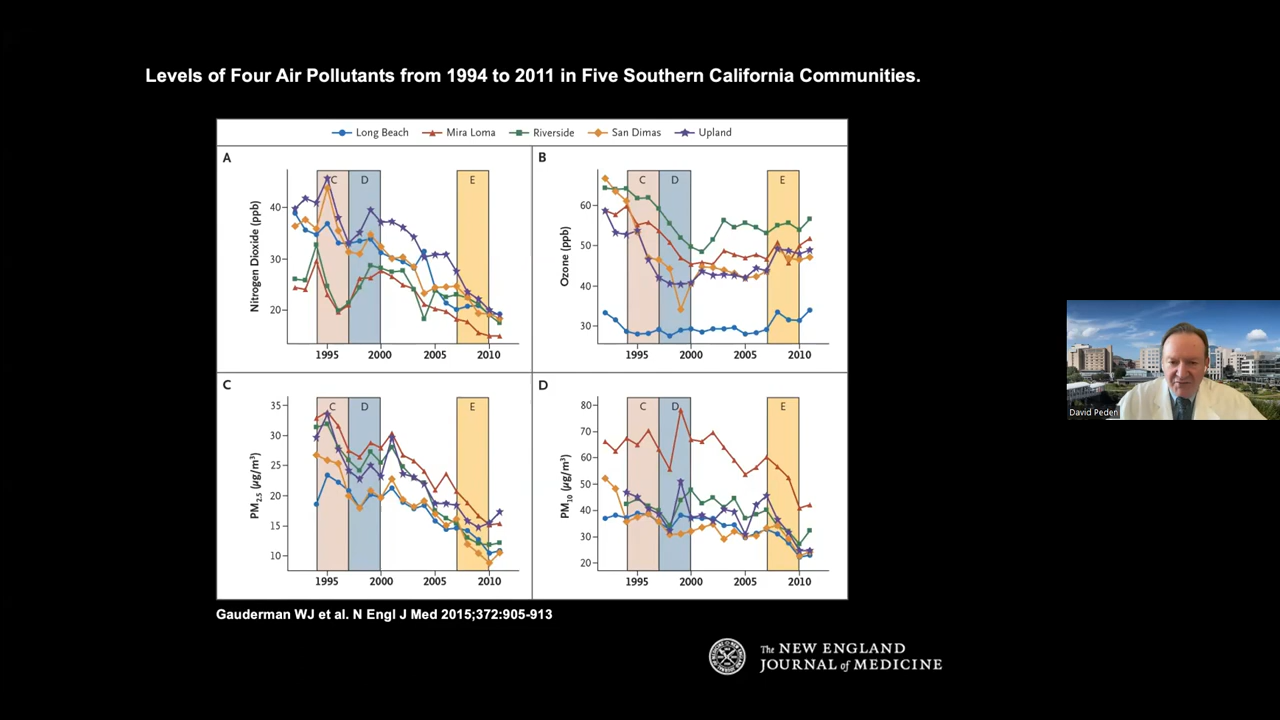 Levels of Four Air Pollutants from 1994 to 2011 in Five Southern California Communities.
Long Beach Mira Loma Riverside San Dimas Upland
A
Nitrogen Dioxide (ppb)
40
30
20
C D E
1995 2000 2005 2010
B
Ozone (ppb)
60
50
40
30
C D E
1995 2000 2005 2010
C
PM2.5 (µg/m³)
35
30
25
20
15
10
C D E
1995 2000 2005 2010
D
PM10 (µg/m³)
80
70
60
50
40
30
20
C D E
1995 2000 2005 2010
David Peden
Gauderman WJ et al. N Engl J Med 2015;372:905-913
The NEW ENGLAND
JOURNAL of MEDICINE